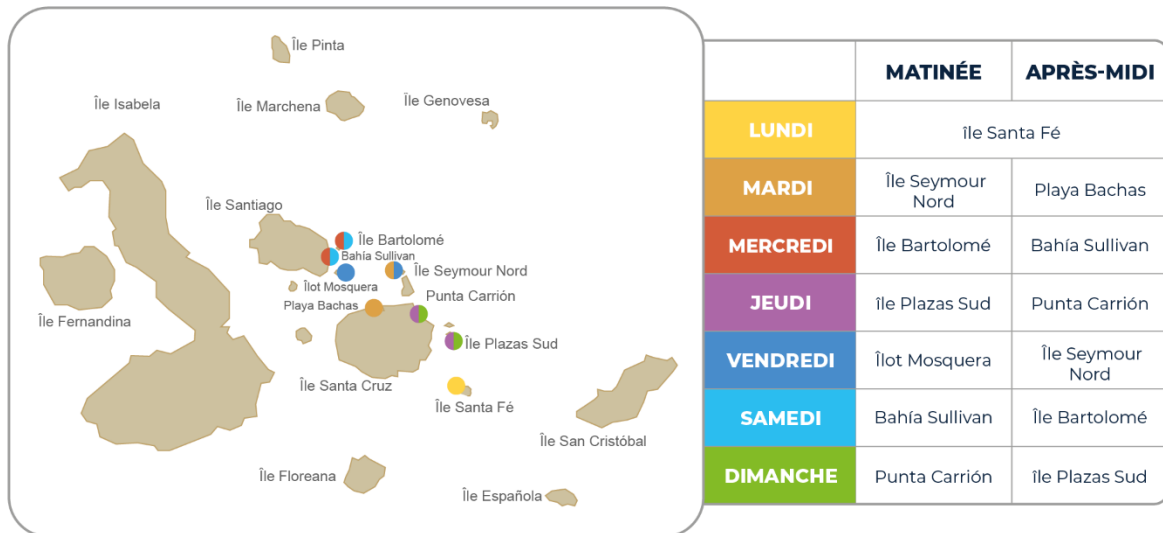 Île Pinta
Île Isabela
Île Marchena
Île Genovesa
Île Santiago
Île Bartolomé
Bahía Sullivan
Île Seymour Nord
Îlot Mosquera
Punta Carrión
Playa Bachas
Île Fernandina
Île Plazas Sud
Île Santa Cruz
Île Santa Fé
Île San Cristóbal
Île Floreana
Île Española
MATINÉE APRÈS-MIDI
LUNDI île Santa Fé
MARDI Île Seymour Nord Playa Bachas
MERCREDI Île Bartolomé Bahía Sullivan
JEUDI île Plazas Sud Punta Carrión
VENDREDI Îlot Mosquera Île Seymour Nord
SAMEDI Bahía Sullivan Île Bartolomé
DIMANCHE Punta Carrión île Plazas Sud